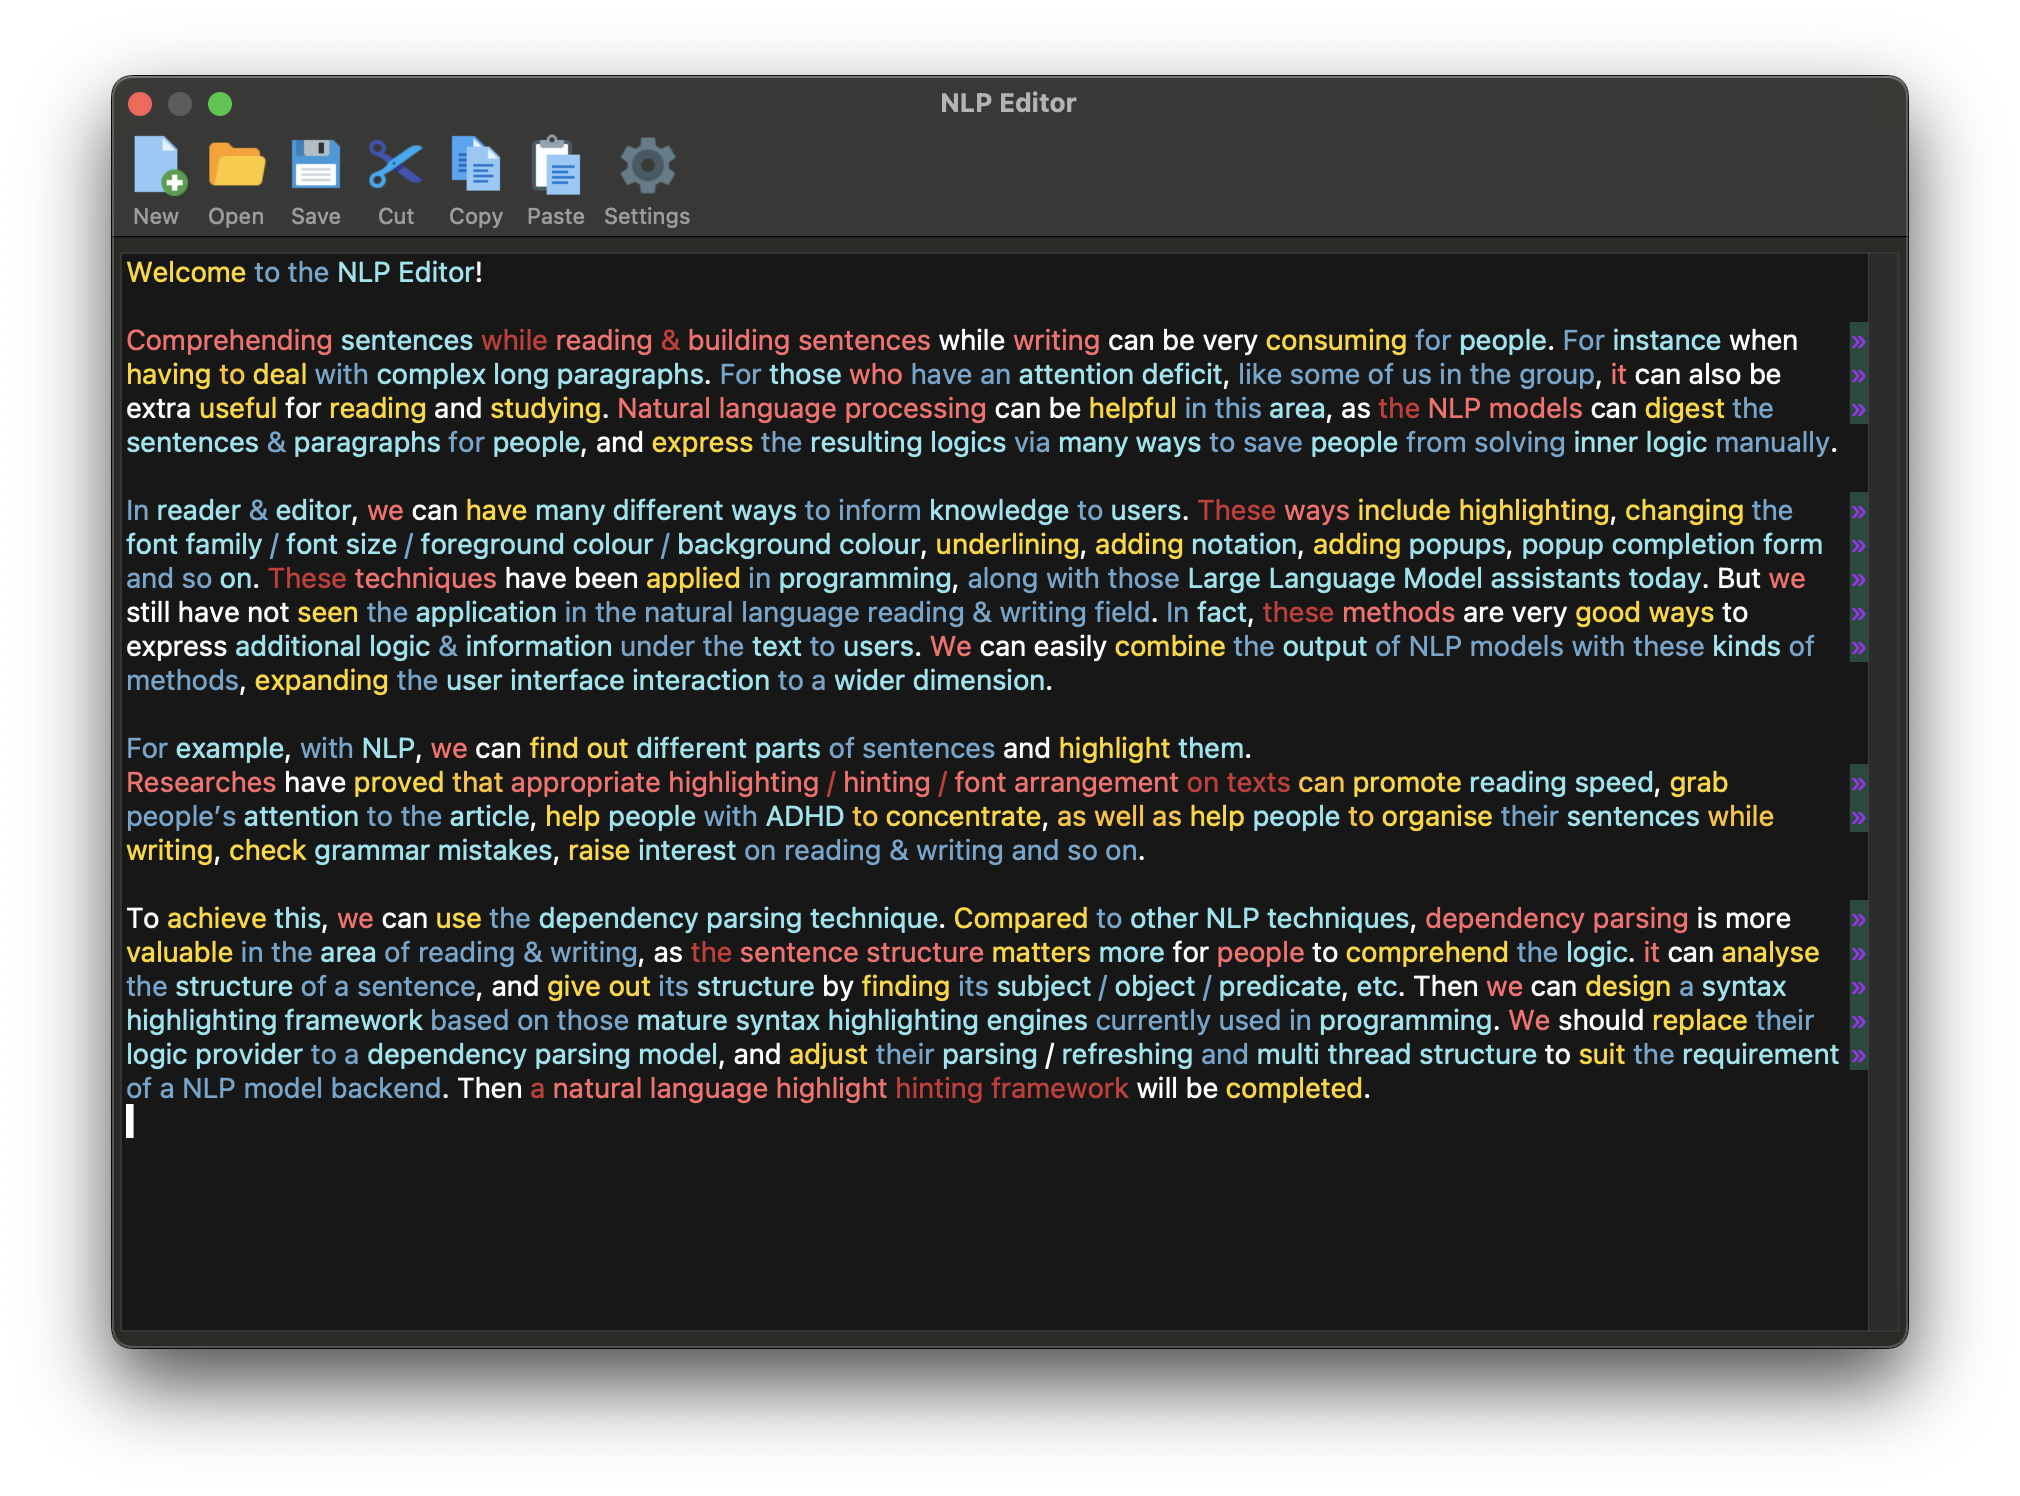 NLP Editor
New Open Save Cut Copy Paste Settings
Welcome to the NLP Editor!
Comprehending sentences while reading & building sentences while writing can be very consuming for people. For instance when »
having to deal with complex long paragraphs. For those who have an attention deficit, like some of us in the group, it can also be »
extra useful for reading and studying. Natural language processing can be helpful in this area, as the NLP models can digest the »
sentences & paragraphs for people, and express the resulting logics via many ways to save people from solving inner logic manually.
In reader & editor, we can have many different ways to inform knowledge to users. These ways include highlighting, changing the »
font family / font size / foreground colour / background colour, underlining, adding notation, adding popups, popup completion form »
and so on. These techniques have been applied in programming, along with those Large Language Model assistants today. But we »
still have not seen the application in the natural language reading & writing field. In fact, these methods are very good ways to »
express additional logic & information under the text to users. We can easily combine the output of NLP models with these kinds of »
methods, expanding the user interface interaction to a wider dimension.
For example, with NLP, we can find out different parts of sentences and highlight them.
Researches have proved that appropriate highlighting / hinting / font arrangement on texts can promote reading speed, grab »
people’s attention to the article, help people with ADHD to concentrate, as well as help people to organise their sentences while »
writing, check grammar mistakes, raise interest on reading & writing and so on.
To achieve this, we can use the dependency parsing technique. Compared to other NLP techniques, dependency parsing is more »
valuable in the area of reading & writing, as the sentence structure matters more for people to comprehend the logic. it can analyse »
the structure of a sentence, and give out its structure by finding its subject / object / predicate, etc. Then we can design a syntax »
highlighting framework based on those mature syntax highlighting engines currently used in programming. We should replace their »
logic provider to a dependency parsing model, and adjust their parsing / refreshing and multi thread structure to suit the requirement »
of a NLP model backend. Then a natural language highlight hinting framework will be completed.